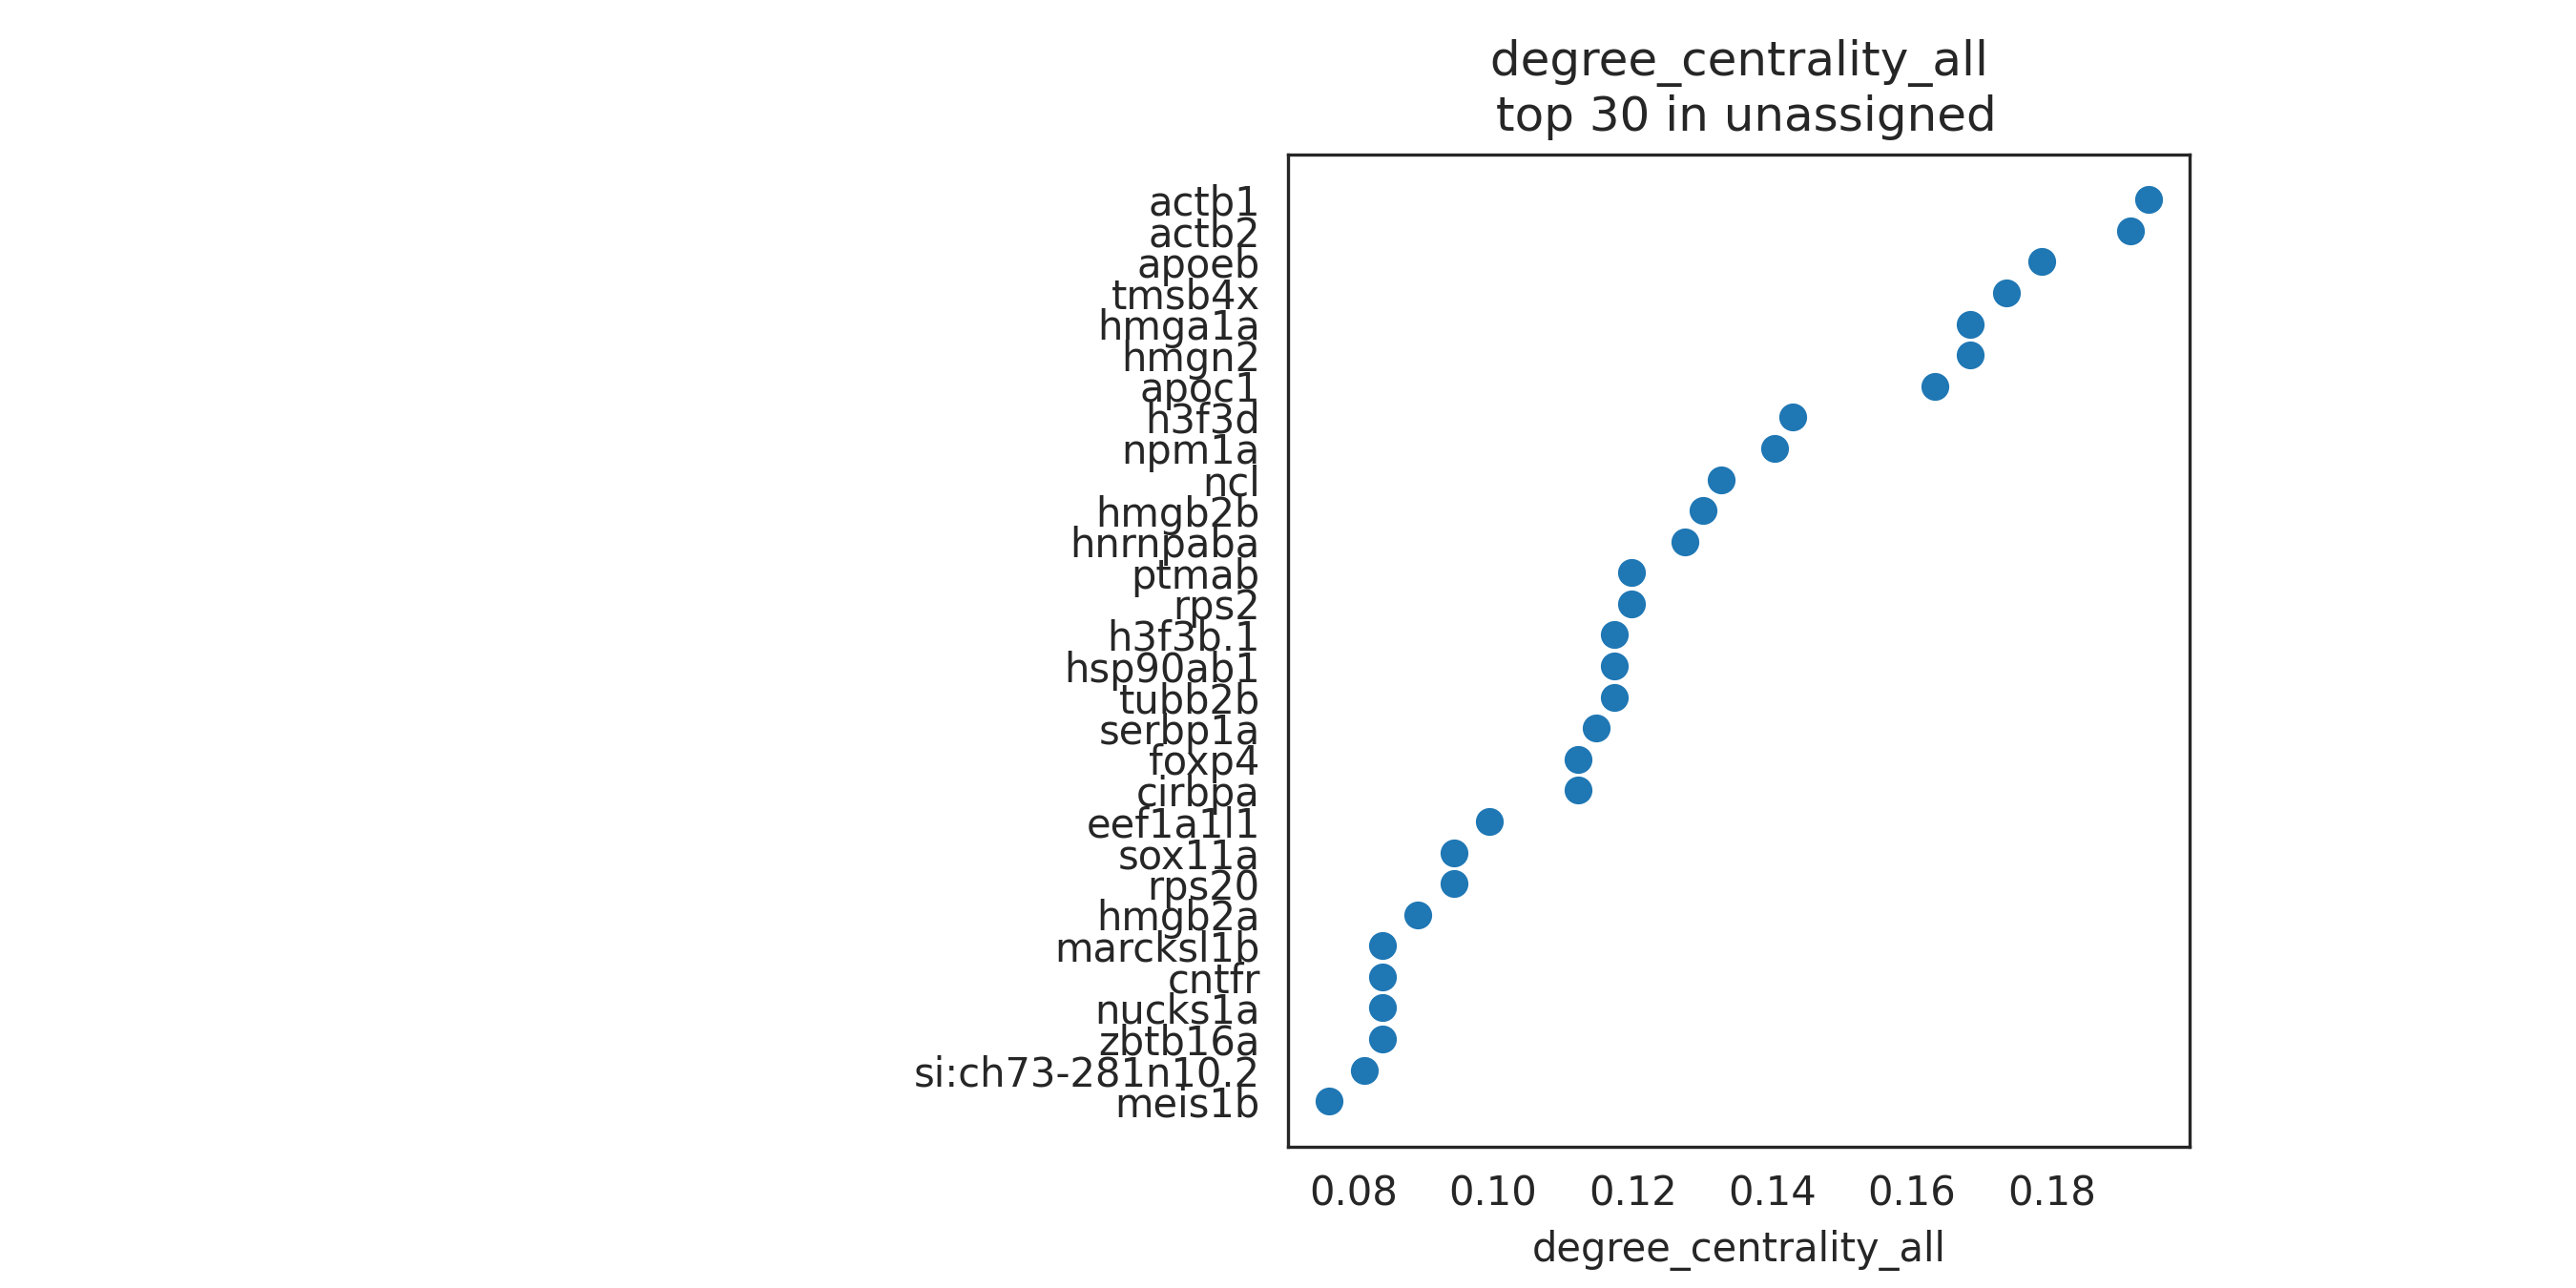 degree_centrality_all
top 30 in unassigned
actb1
actb2
apoeb
tmsb4x
hmga1a
hmgn2
apoc1
h3f3d
npm1a
ncl
hmgb2b
hnrnpaba
ptmab
rps2
h3f3b.1
hsp90ab1
tubb2b
serbp1a
foxp4
cirbpa
eef1a1l1
sox11a
rps20
hmgb2a
marcksl1b
cntfr
nucks1a
zbtb16a
si:ch73-281n10.2
meis1b
0.08 0.10 0.12 0.14 0.16 0.18
degree_centrality_all